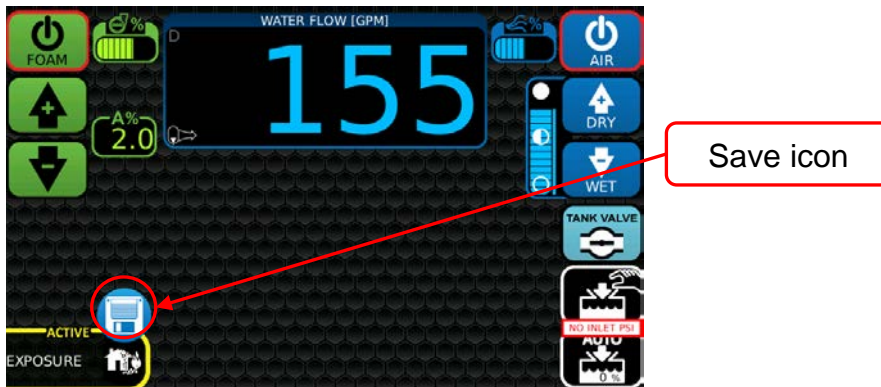 FOAM
%
WATER FLOW [GPM]
D
155
%
AIR
A%
2.0
DRY
WET
Save icon
TANK VALVE
NO INLET PSI
AUTO
0 %
ACTIVE
EXPOSURE